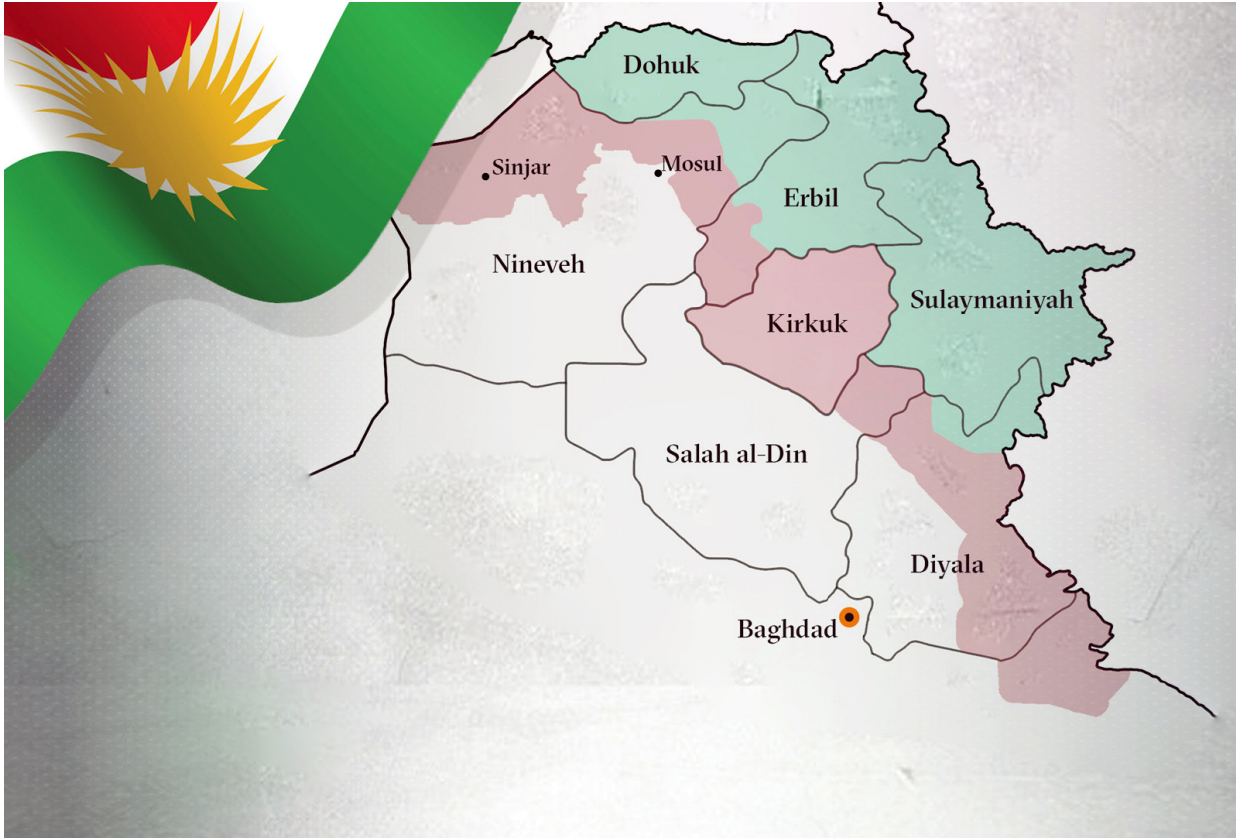 Dohuk
Sinjar
Mosul
Erbil
Nineveh
Sulaymaniyah
Kirkuk
Salah al-Din
Diyala
Baghdad